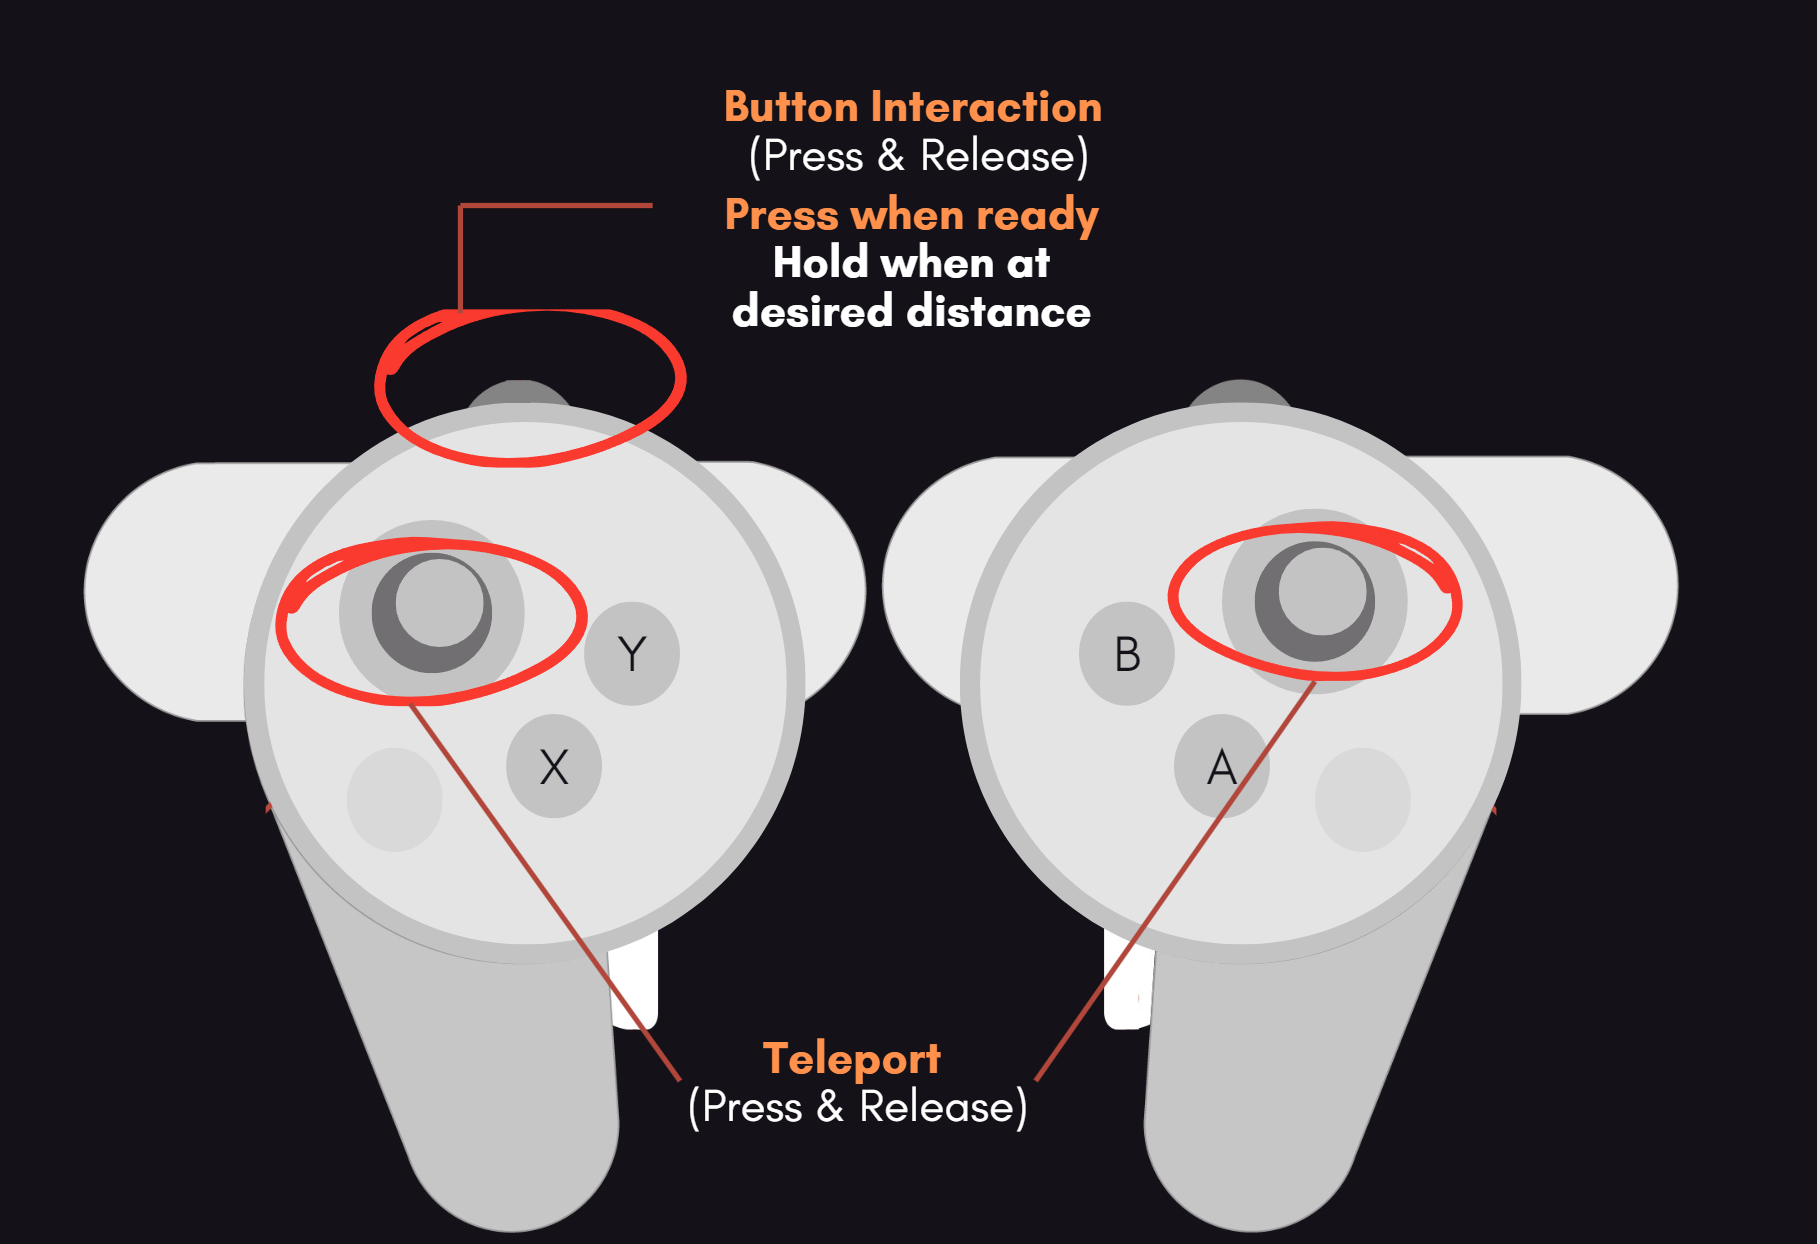 Button Interaction
(Press & Release)
Press when ready
Hold when at
desired distance
Y
X
B
A
Teleport
(Press & Release)